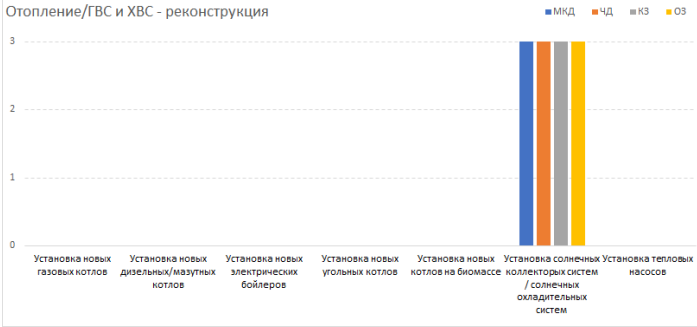 Отопление/ГВС и ХВС - реконструкция
МКД ЧД КЗ ОЗ
3
2
1
0
Установка новых
газовых котлов
Установка новых
дизельных/мазутных
котлов
Установка новых
электрических
бойлеров
Установка новых
угольных котлов
Установка новых
котлов на биомассе
Установка солнечных
коллекторых систем
/ солнечных
охладительных
систем
Установка тепловых
насосов